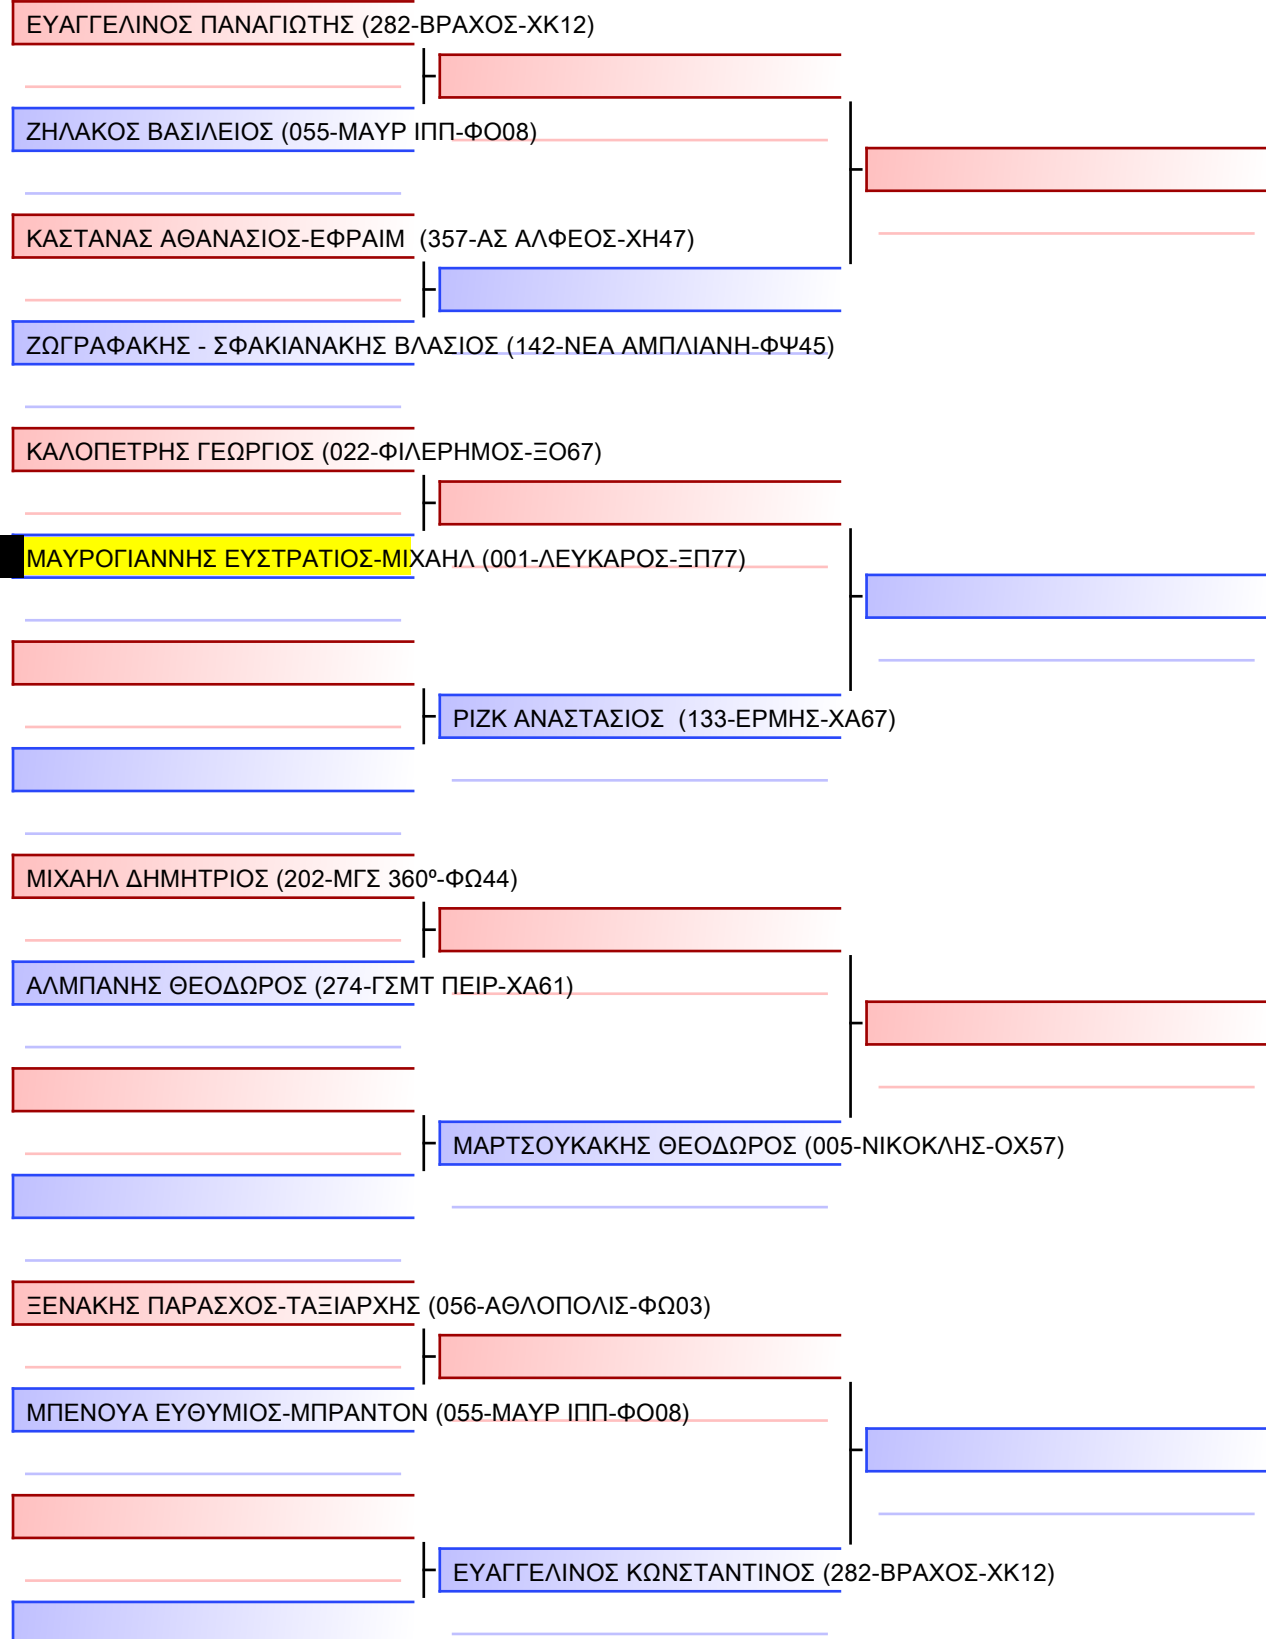 ΕΥΑΓΓΕΛΙΝΟΣ ΠΑΝΑΓΙΩΤΗΣ (282-ΒΡΑΧΟΣ-ΧΚ12)
ΖΗΛΑΚΟΣ ΒΑΣΙΛΕΙΟΣ (055-ΜΑΥΡ ΙΠΠ-ΦΟ08)
ΚΑΣΤΑΝΑΣ ΑΘΑΝΑΣΙΟΣ-ΕΦΡΑΙΜ (357-ΑΣ ΑΛΦΕΟΣ-ΧΗ47)
ΖΩΓΡΑΦΑΚΗΣ - ΣΦΑΚΙΑΝΑΚΗΣ ΒΛΑΣΙΟΣ (142-ΝΕΑ ΑΜΠΛΙΑΝΗ-ΦΨ45)
ΚΑΛΟΠΕΤΡΗΣ ΓΕΩΡΓΙΟΣ (022-ΦΙΛΕΡΗΜΟΣ-ΞΟ67)
ΜΑΥΡΟΓΙΑΝΝΗΣ ΕΥΣΤΡΑΤΙΟΣ-ΜΙΧΑΗΛ (001-ΛΕΥΚΑΡΟΣ-ΞΠ77)
ΡΙΖΚ ΑΝΑΣΤΑΣΙΟΣ (133-ΕΡΜΗΣ-ΧΑ67)
ΜΙΧΑΗΛ ΔΗΜΗΤΡΙΟΣ (202-ΜΓΣ 360º-ΦΩ44)
ΑΛΜΠΑΝΗΣ ΘΕΟΔΩΡΟΣ (274-ΓΣΜΤ ΠΕΙΡ-ΧΑ61)
ΜΑΡΤΣΟΥΚΑΚΗΣ ΘΕΟΔΩΡΟΣ (005-ΝΙΚΟΚΛΗΣ-ΟΧ57)
ΞΕΝΑΚΗΣ ΠΑΡΑΣΧΟΣ-ΤΑΞΙΑΡΧΗΣ (056-ΑΘΛΟΠΟΛΙΣ-ΦΩ03)
ΜΠΕΝΟΥΑ ΕΥΘΥΜΙΟΣ-ΜΠΡΑΝΤΟΝ (055-ΜΑΥΡ ΙΠΠ-ΦΟ08)
ΕΥΑΓΓΕΛΙΝΟΣ ΚΩΝΣΤΑΝΤΙΝΟΣ (282-ΒΡΑΧΟΣ-ΧΚ12)